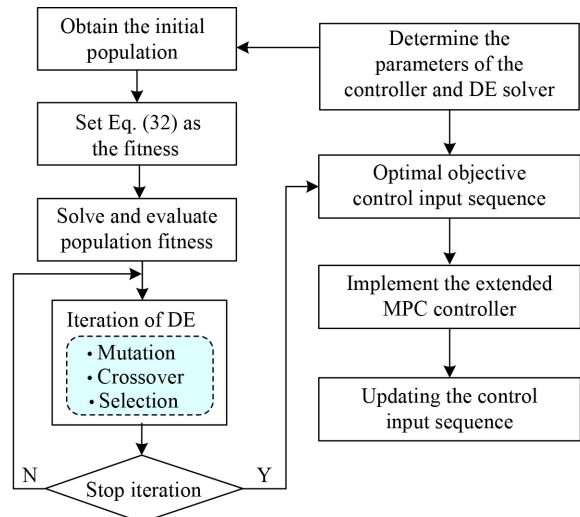 Obtain the initial
population
Set Eq. (32) as
the fitness
Solve and evaluate
population fitness
Iteration of DE
• Mutation
• Crossover
• Selection
N
Stop iteration
Y
Determine the
parameters of the
controller and DE solver
Optimal objective
control input sequence
Implement the extended
MPC controller
Updating the control
input sequence